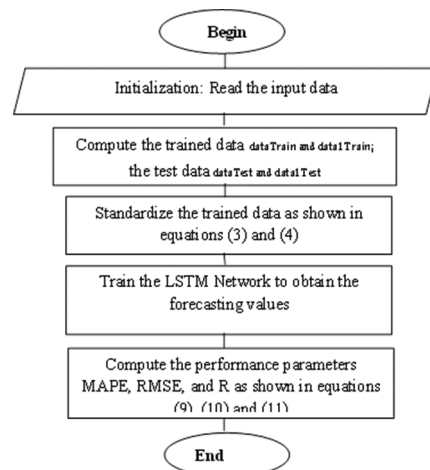 Begin
Initialization: Read the input data
Compute the trained data dataTrain and data1Train;
the test data dataTest and data1Test
Standardize the trained data as shown in
equations (3) and (4)
Train the LSTM Network to obtain the
forecasting values
Compute the performance parameters
MAPE, RMSE, and R as shown in equations
(9), (10) and (11)
End